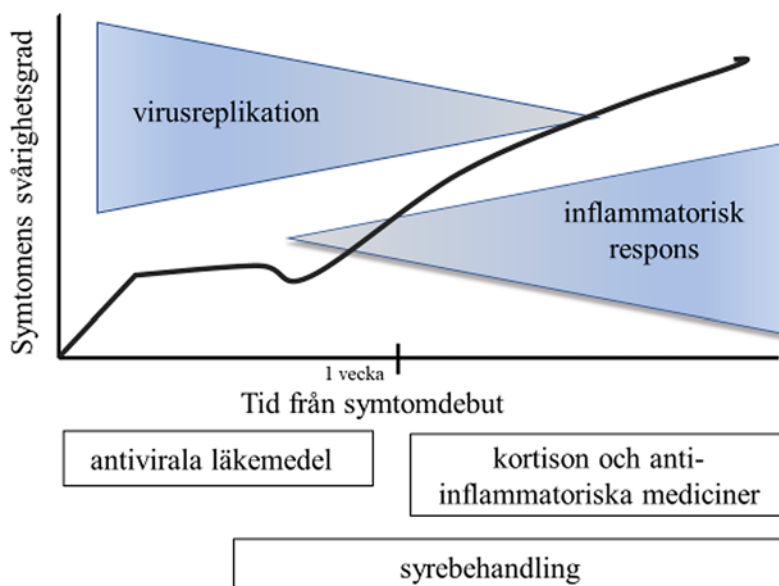 Symtomens svårighetsgrad
virusreplikation
inflammatorisk
respons
1 vecka
Tid från symtomdebut
antivirala läkemedel
kortison och anti-
inflammatoriska mediciner
syrebehandling